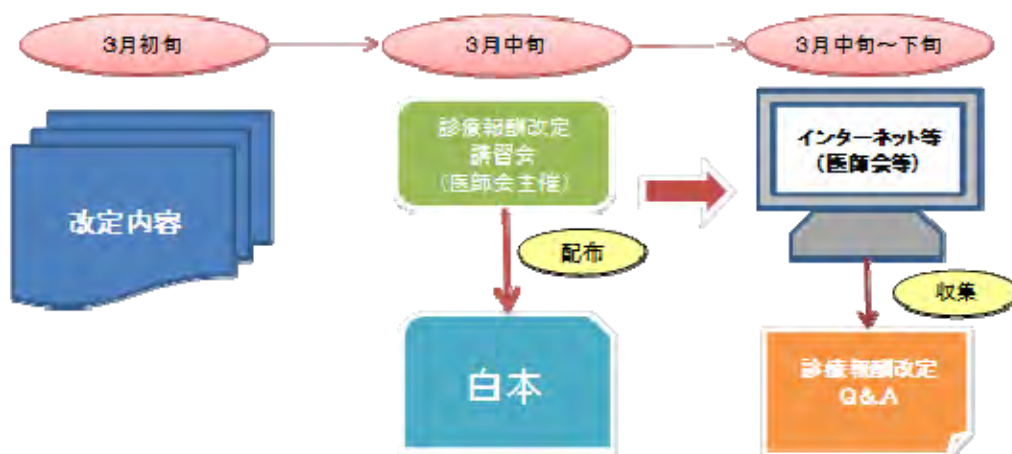 3月初旬
3月中旬
3月中旬～下旬
改定内容
診療報酬改定
講習会
（医師会主催）
インターネット等
（医師会等）
配布
収集
白本
診療報酬改定
Q&A